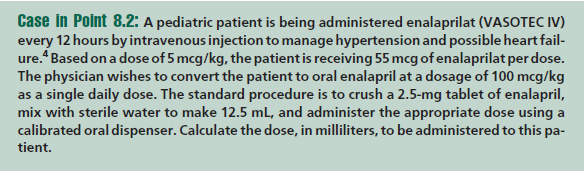 Case in Point 8.2: A pediatric patient is being administered enalaprilat (VASOTEC IV)
every 12 hours by intravenous injection to manage hypertension and possible heart fail-
ure.⁴ Based on a dose of 5 mcg/kg, the patient is receiving 55 mcg of enalaprilat per dose.
The physician wishes to convert the patient to oral enalapril at a dosage of 100 mcg/kg
as a single daily dose. The standard procedure is to crush a 2.5-mg tablet of enalapril,
mix with sterile water to make 12.5 mL, and administer the appropriate dose using a
calibrated oral dispenser. Calculate the dose, in milliliters, to be administered to this pa-
tient.